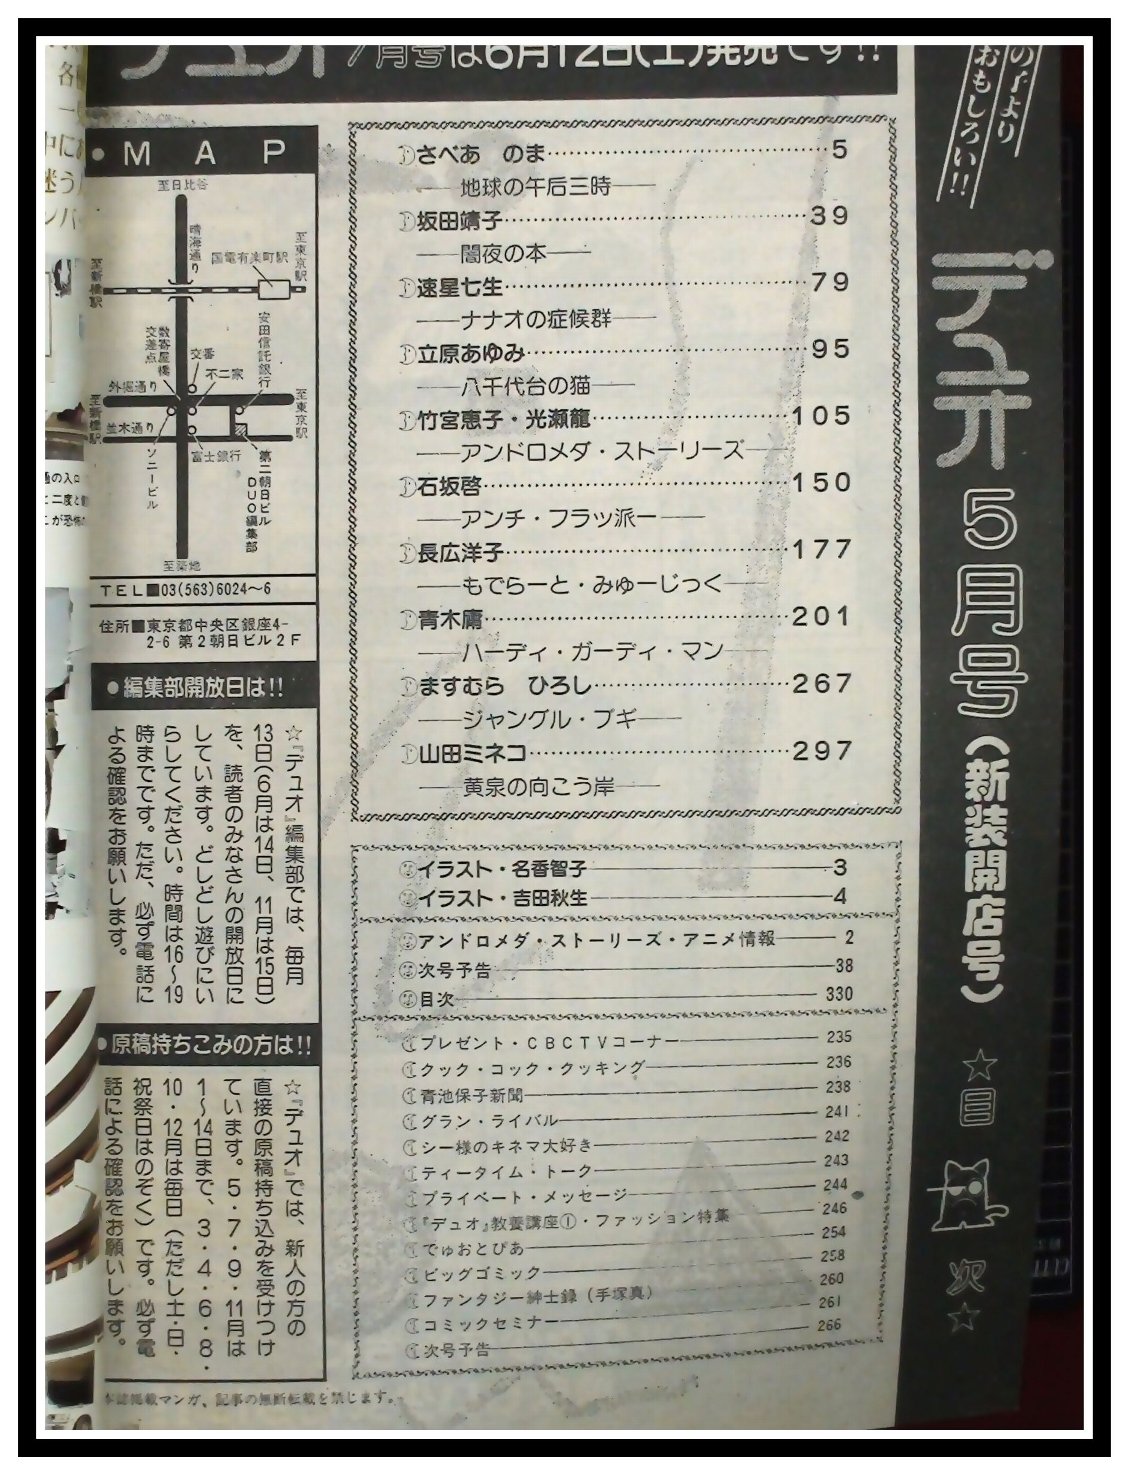 デュオ7月号は6月12日(土)発売です!!
の子より
おもしろい!!
デュオ5月号(新装開店号)
☆目次☆
さべあ のま……5
――地球の午后三時――
坂田靖子……39
――闇夜の本――
速星七生……79
――ナナオの症候群――
立原あゆみ……95
――八千代台の猫――
竹宮恵子・光瀬龍……105
――アンドロメダ・ストーリーズ――
石坂啓……150
――アンチ・フラッ派ー――
長広洋子……177
――もでらーと・みゅーじっく――
青木庸……201
――ハーディ・ガーディ・マン――
ますむら ひろし……267
――ジャングル・ブギ――
山田ミネコ……297
――黄泉の向こう岸――
イラスト・名香智子――3
イラスト・吉田秋生――4
アンドロメダ・ストーリーズ・アニメ情報――2
次号予告――38
目次――330
プレゼント・CBCTVコーナー――235
クック・コック・クッキング――236
青池保子新聞――238
グラン・ライバル――241
シー様のキネマ大好き――242
ティータイム・トーク――243
プライベート・メッセージ――244
『デュオ』教養講座①・ファッション特集――246
でゅおとぴあ――254
ビッグゴミック――258
ファンタジー紳士録(手塚真)260
コミックセミナー――261
次号予告――266
●MAP
至日比谷
晴海通り
国電有楽町駅
至東京駅
至新橋駅
数寄屋橋
交差点
交番
不二家
安田信託銀行
外堀通り
至東京駅
至新橋駅
並木通り
ソニービル
富士銀行
第二朝日ビル
DUO編集部
至築地
TEL■03(563)6024〜6
住所■東京都中央区銀座4-
2-6 第2朝日ビル2F
●編集部開放日は!!
☆『デュオ』編集部では、毎月
13日(6月は14日、11月は15日)
を、読者のみなさんの開放日に
しています。どしどし遊びにい
らしてください。時間は16〜19
時までです。ただ、必ず電話に
よる確認をお願いします。
●原稿持ちこみの方は!!
☆『デュオ』では、新人の方の
直接の原稿持ち込みを受けつけ
ています。5・7・9・11月は
1〜14日まで、3・4・6・8・
10・12月は毎日(ただし土・日・
祝祭日はのぞく)です。必ず電
話による確認をお願いします。
本誌掲載マンガ、記事の無断転載を禁じます。